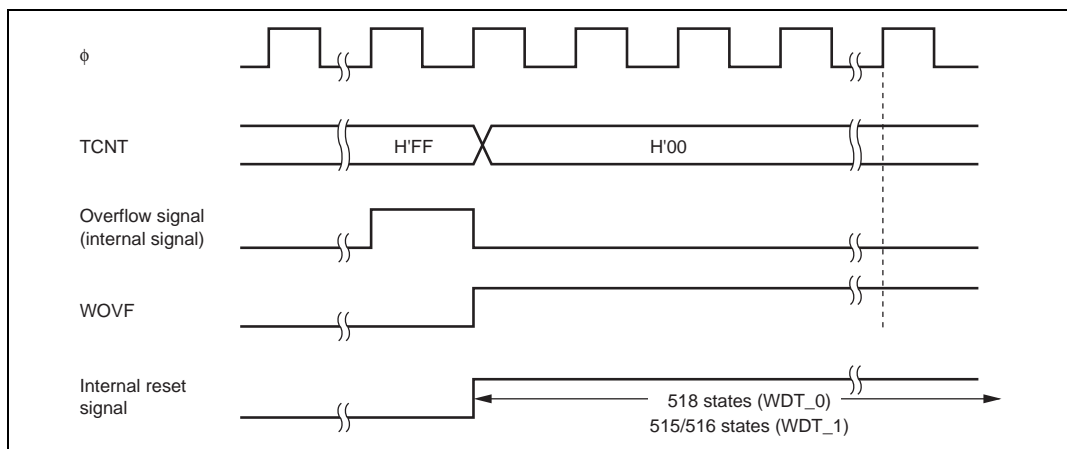 ϕ
TCNT
H'FF
H'00
Overflow signal
(internal signal)
WOVF
Internal reset
signal
518 states (WDT_0)
515/516 states (WDT_1)